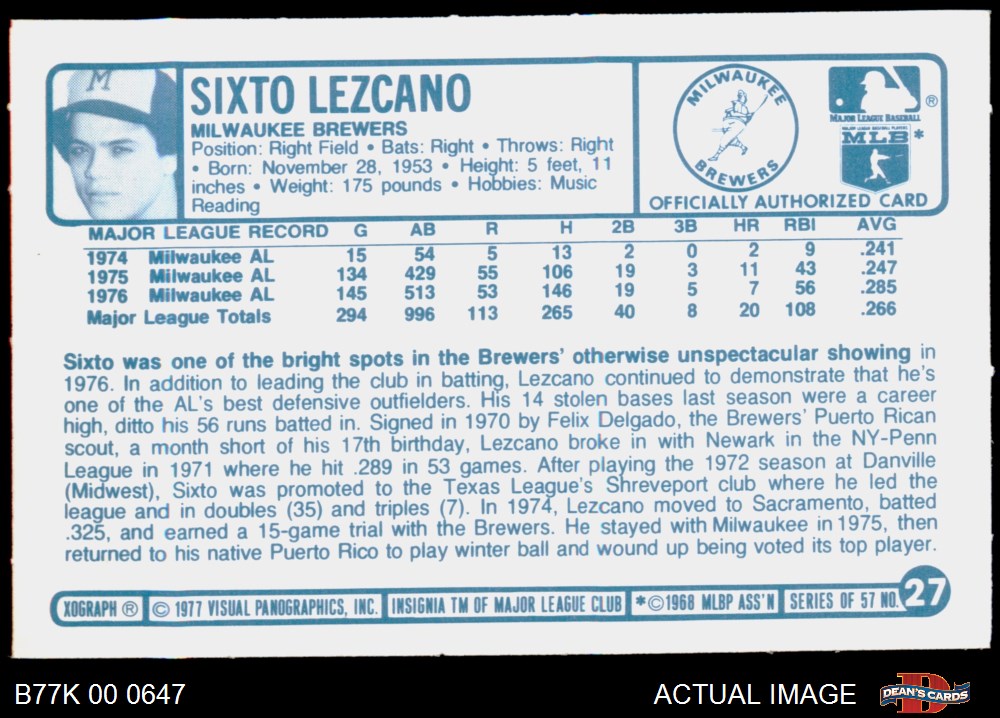 M
SIXTO LEZCANO
MILWAUKEE BREWERS
Position: Right Field • Bats: Right • Throws: Right
• Born: November 28, 1953 • Height: 5 feet, 11
inches • Weight: 175 pounds • Hobbies: Music
Reading
MILWAUKEE
BREWERS
®
MAJOR LEAGUE BASEBALL
MAJOR LEAGUE BASEBALL PLAYERS
MLB *
OFFICIALLY AUTHORIZED CARD
MAJOR LEAGUE RECORD G AB R H 2B 3B HR RBI AVG
1974 Milwaukee AL 15 54 5 13 2 0 2 9 .241
1975 Milwaukee AL 134 429 55 106 19 3 11 43 .247
1976 Milwaukee AL 145 513 53 146 19 5 7 56 .285
Major League Totals 294 996 113 265 40 8 20 108 .266
Sixto was one of the bright spots in the Brewers' otherwise unspectacular showing in
1976. In addition to leading the club in batting, Lezcano continued to demonstrate that he's
one of the AL's best defensive outfielders. His 14 stolen bases last season were a career
high, ditto his 56 runs batted in. Signed in 1970 by Felix Delgado, the Brewers' Puerto Rican
scout, a month short of his 17th birthday, Lezcano broke in with Newark in the NY-Penn
League in 1971 where he hit .289 in 53 games. After playing the 1972 season at Danville
(Midwest), Sixto was promoted to the Texas League's Shreveport club where he led the
league and in doubles (35) and triples (7). In 1974, Lezcano moved to Sacramento, batted
.325, and earned a 15-game trial with the Brewers. He stayed with Milwaukee in 1975, then
returned to his native Puerto Rico to play winter ball and wound up being voted its top player.
XOGRAPH ® © 1977 VISUAL PANOGRAPHICS, INC. INSIGNIA TM OF MAJOR LEAGUE CLUB *©1968 MLBP ASS'N SERIES OF 57 NO. 27
B77K 00 0647 ACTUAL IMAGE DEAN'S CARDS